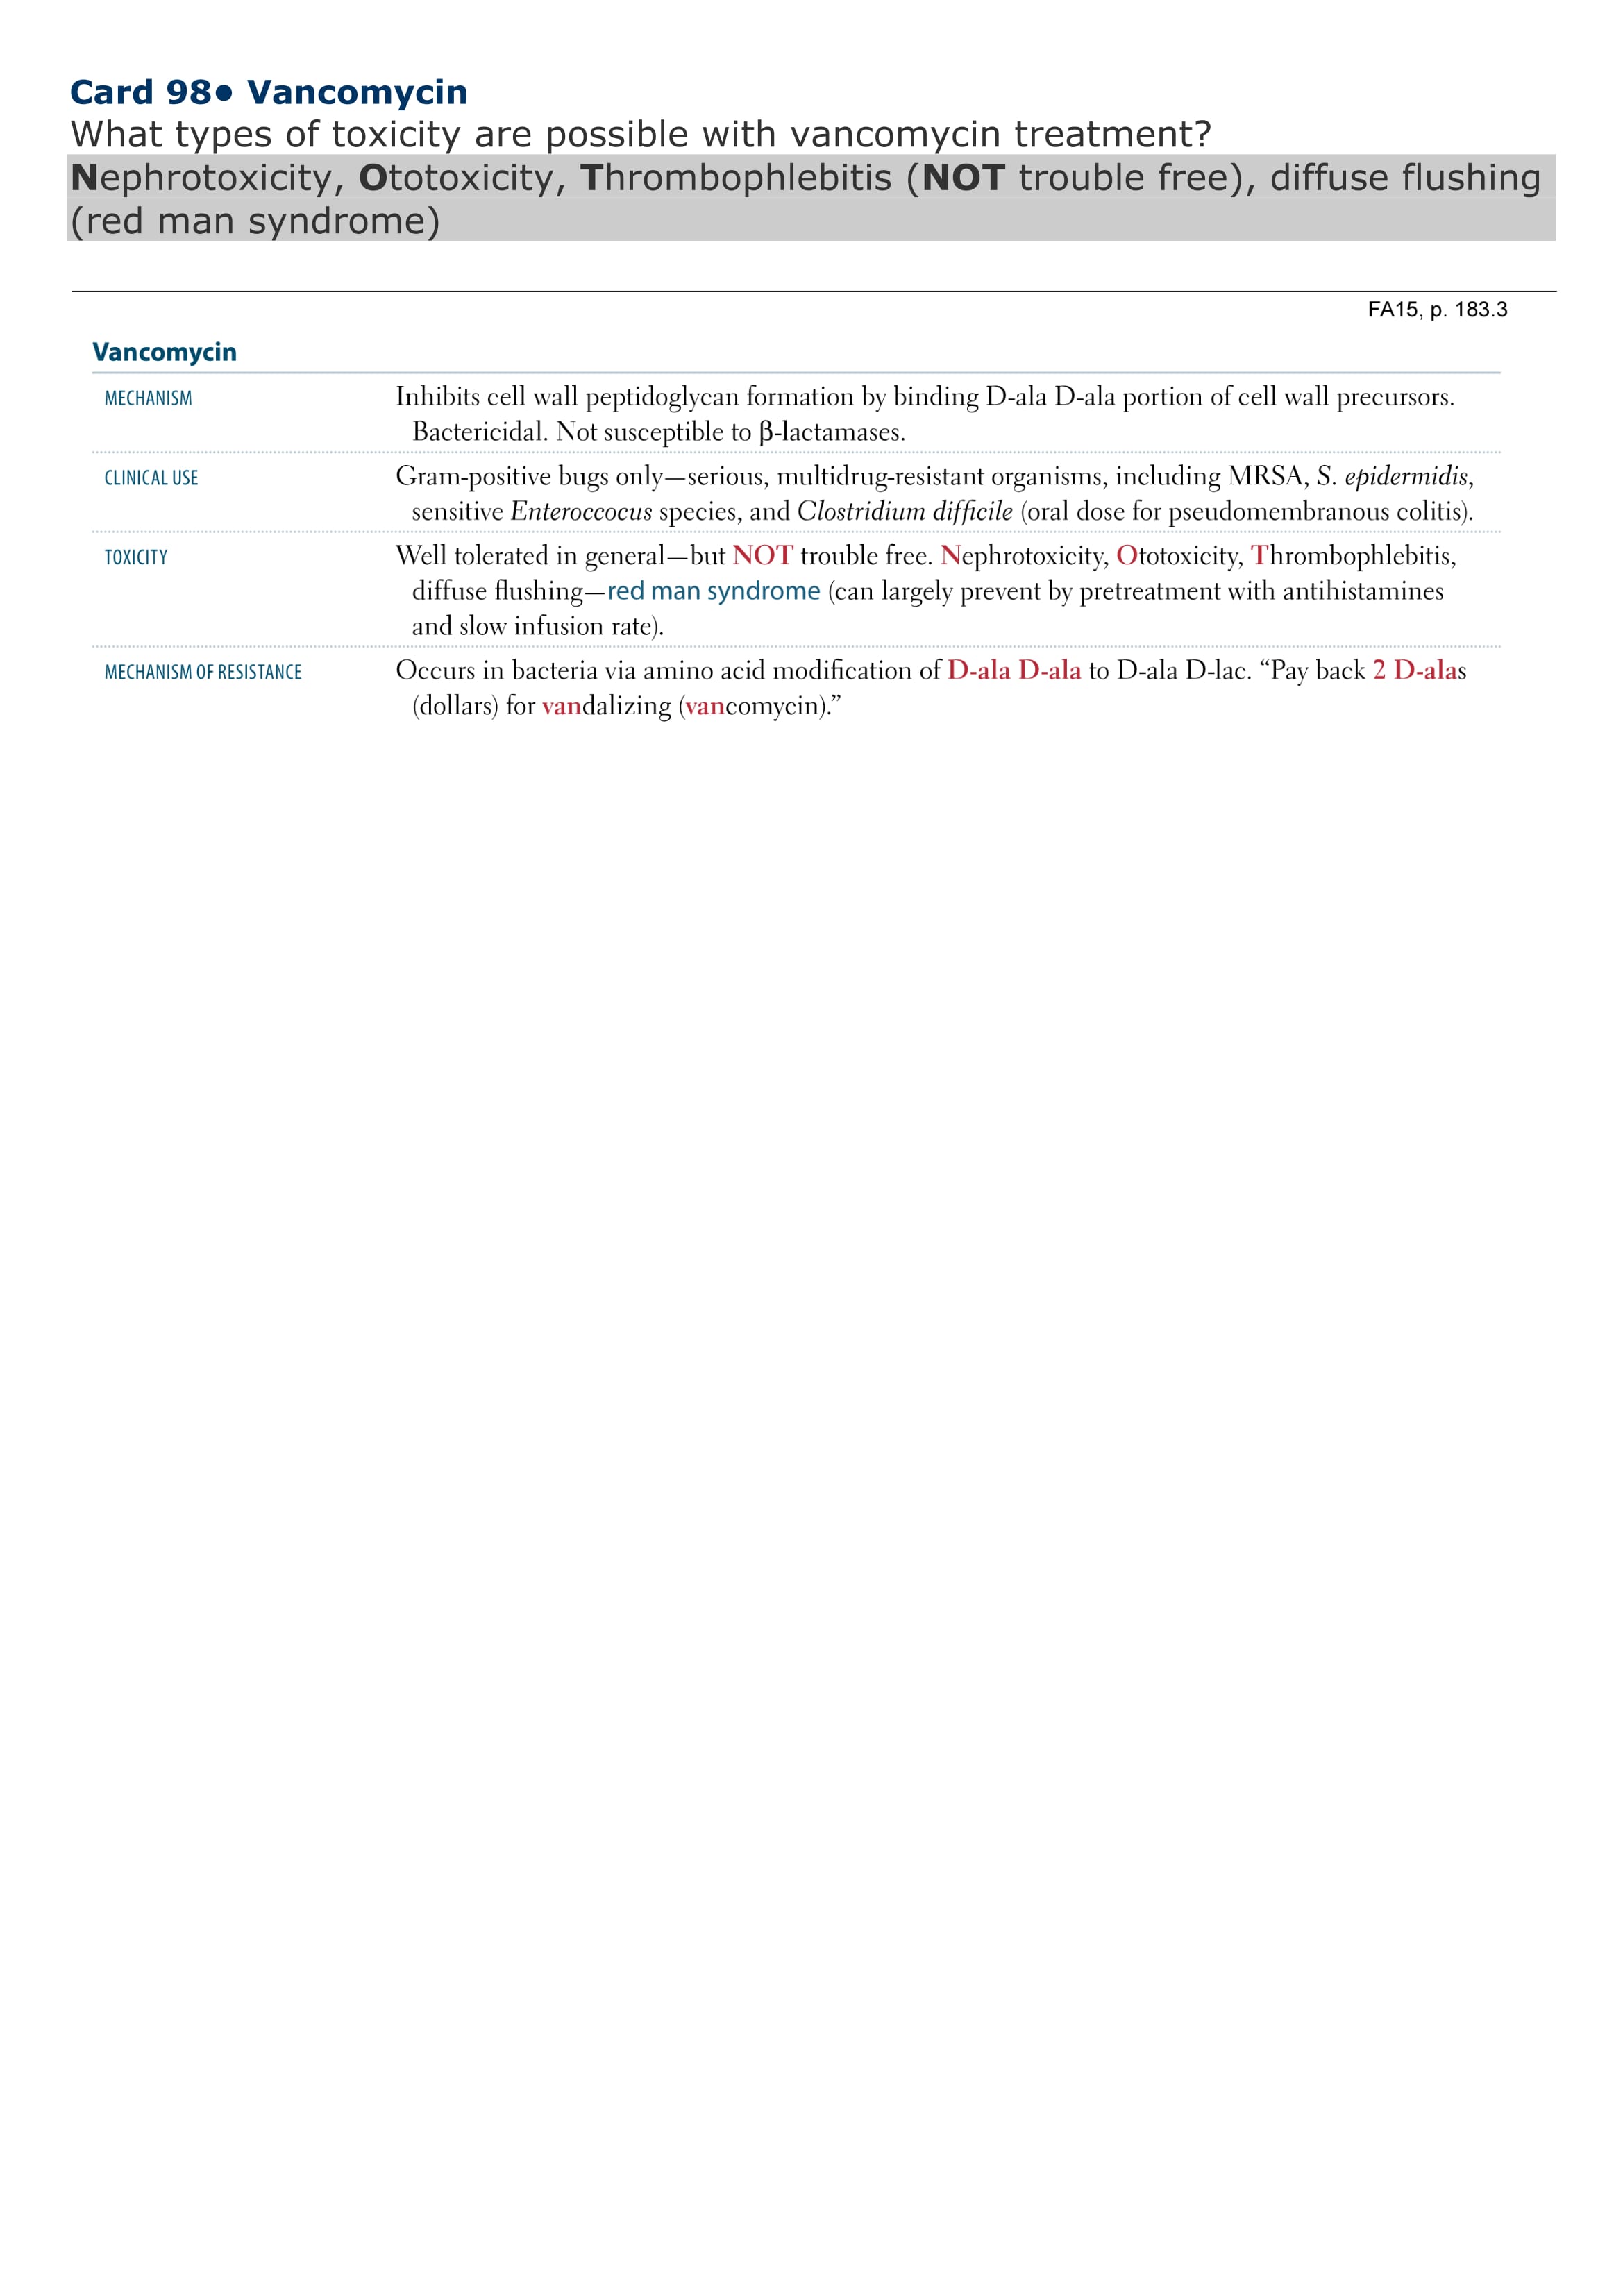 Card 98● Vancomycin
What types of toxicity are possible with vancomycin treatment?
Nephrotoxicity, Ototoxicity, Thrombophlebitis (NOT trouble free), diffuse flushing
(red man syndrome)
FA15, p. 183.3
Vancomycin
MECHANISM Inhibits cell wall peptidoglycan formation by binding D-ala D-ala portion of cell wall precursors.
Bactericidal. Not susceptible to β-lactamases.
CLINICAL USE Gram-positive bugs only—serious, multidrug-resistant organisms, including MRSA, S. epidermidis,
sensitive Enteroccocus species, and Clostridium difficile (oral dose for pseudomembranous colitis).
TOXICITY Well tolerated in general—but NOT trouble free. Nephrotoxicity, Ototoxicity, Thrombophlebitis,
diffuse flushing—red man syndrome (can largely prevent by pretreatment with antihistamines
and slow infusion rate).
MECHANISM OF RESISTANCE Occurs in bacteria via amino acid modification of D-ala D-ala to D-ala D-lac. “Pay back 2 D-alas
(dollars) for vandalizing (vancomycin).”